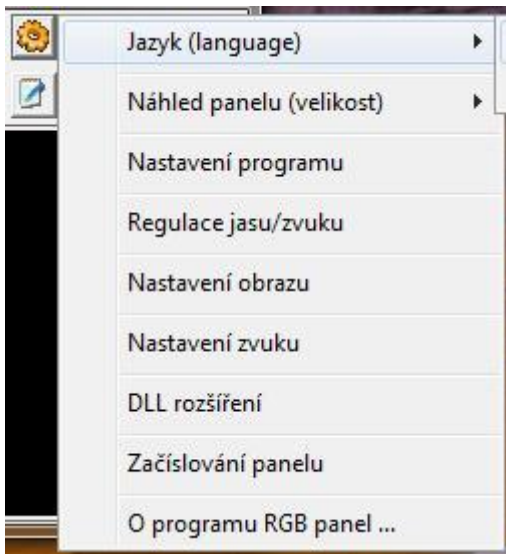 Jazyk (language)
Náhled panelu (velikost)
Nastavení programu
Regulace jasu/zvuku
Nastavení obrazu
Nastavení zvuku
DLL rozšíření
Začíslování panelu
O programu RGB panel ...